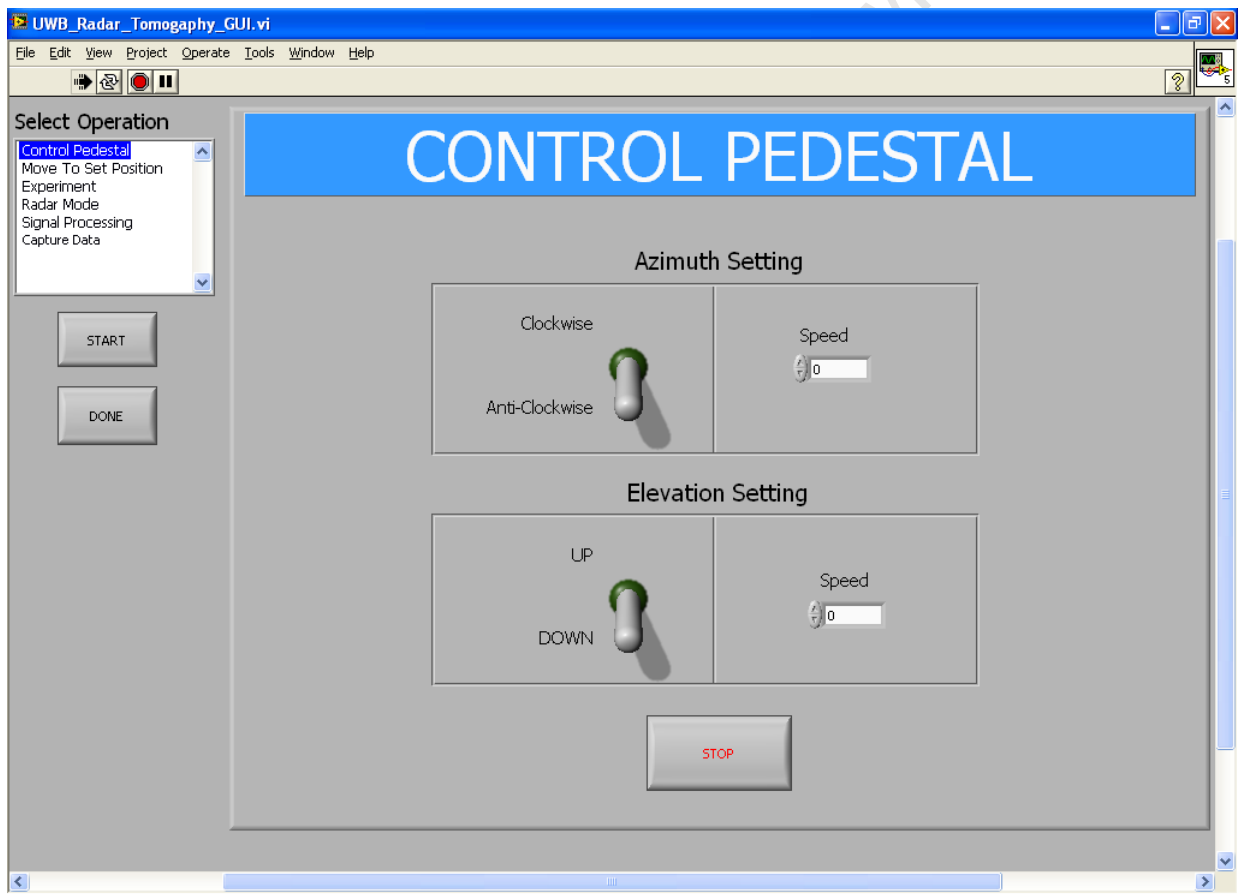 UWB_Radar_Tomogaphy_GUI.vi
File Edit View Project Operate Tools Window Help
5
Select Operation
Control Pedestal
Move To Set Position
Experiment
Radar Mode
Signal Processing
Capture Data
START
DONE
CONTROL PEDESTAL
Azimuth Setting
Clockwise
Anti-Clockwise
Speed
0
Elevation Setting
UP
DOWN
Speed
0
STOP